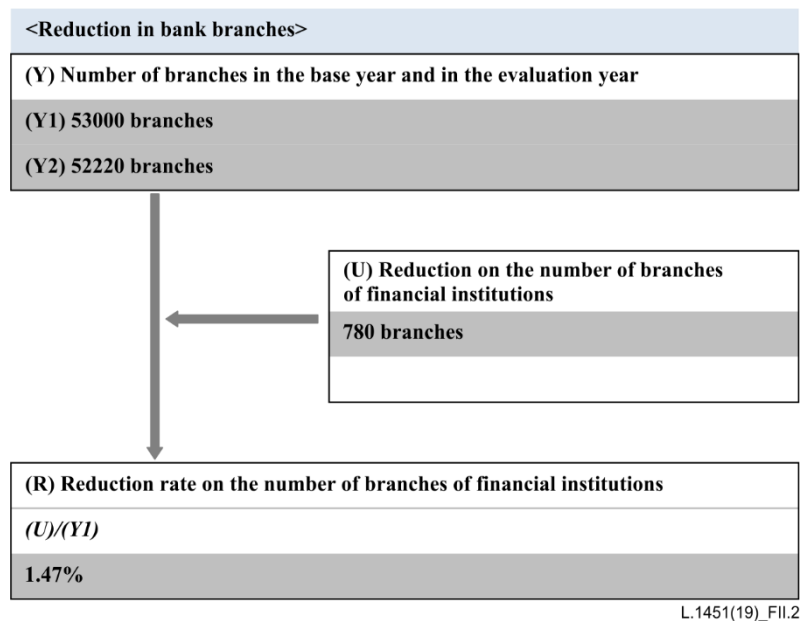 <Reduction in bank branches>
(Y) Number of branches in the base year and in the evaluation year
(Y1) 53000 branches
(Y2) 52220 branches
(U) Reduction on the number of branches
of financial institutions
780 branches
(R) Reduction rate on the number of branches of financial institutions
(U)/(Y1)
1.47%
L.1451(19)_FII.2